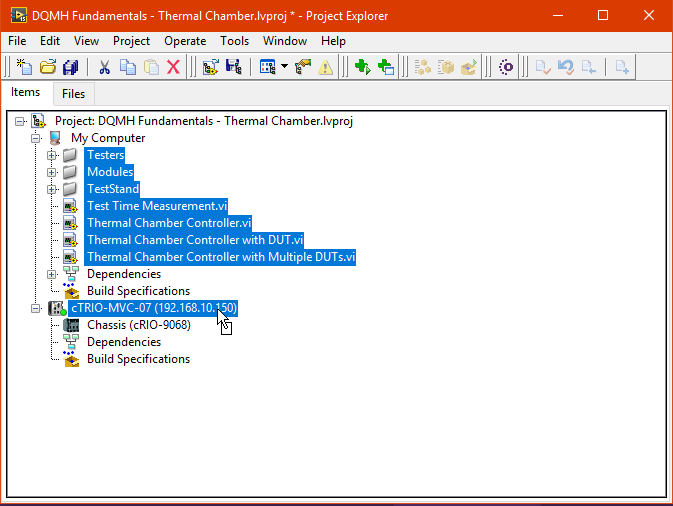 DQMH Fundamentals - Thermal Chamber.lvproj * - Project Explorer
File Edit View Project Operate Tools Window Help
Items Files
Project: DQMH Fundamentals - Thermal Chamber.lvproj
My Computer
Testers
Modules
TestStand
Test Time Measurement.vi
Thermal Chamber Controller.vi
Thermal Chamber Controller with DUT.vi
Thermal Chamber Controller with Multiple DUTs.vi
Dependencies
Build Specifications
cTRIO-MVC-07 (192.168.10.150)
Chassis (cRIO-9068)
Dependencies
Build Specifications